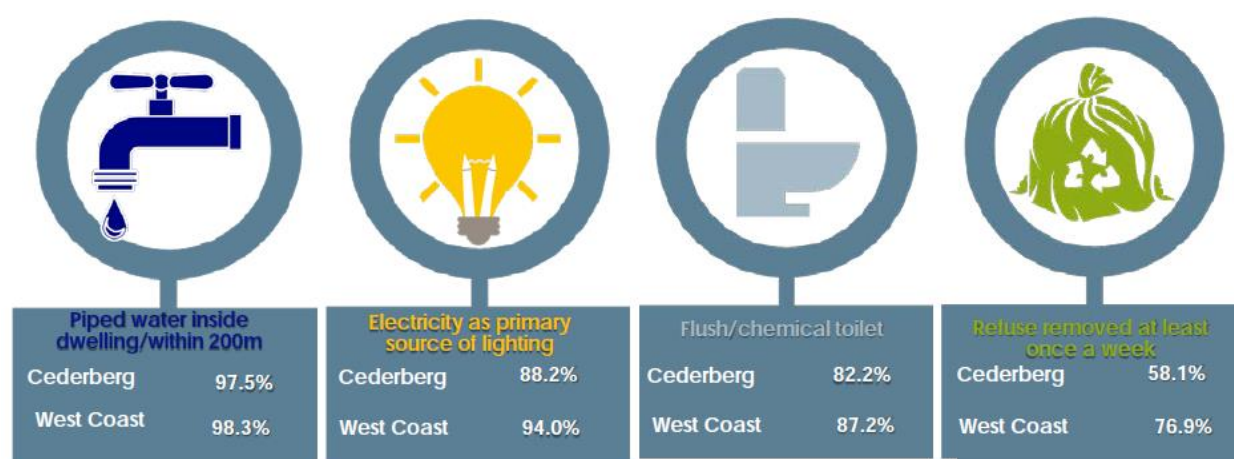 Piped water inside
dwelling/within 200m
Cederberg 97.5%
West Coast 98.3%
Electricity as primary
source of lighting
Cederberg 88.2%
West Coast 94.0%
Flush/chemical toilet
Cederberg 82.2%
West Coast 87.2%
Refuse removed at least
once a week
Cederberg 58.1%
West Coast 76.9%